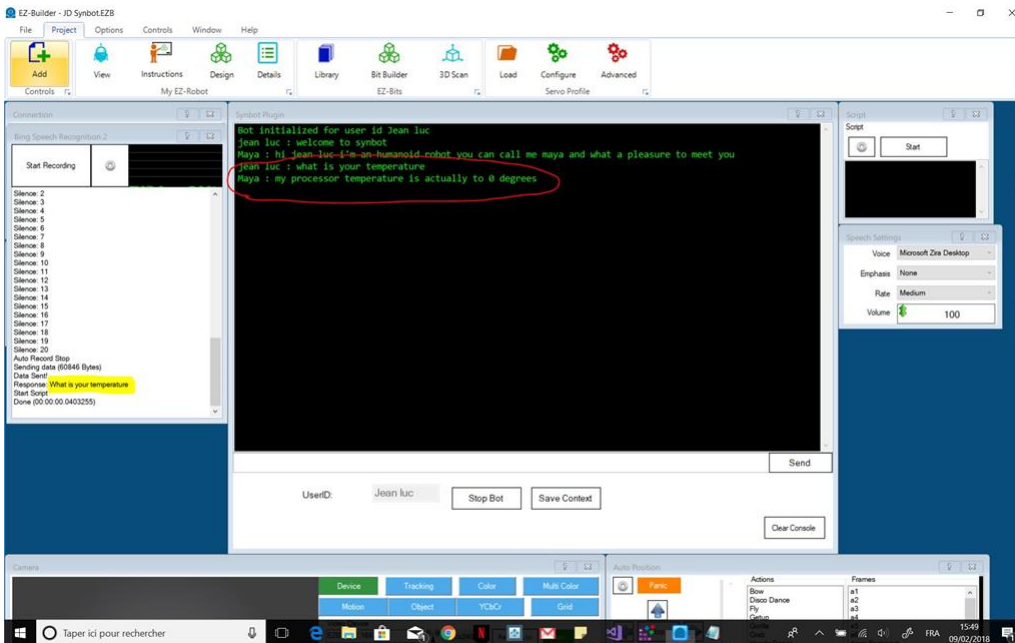 EZ-Builder - JD Synbot.EZB
File Project Options Controls Window Help
Add View Instructions Design Details Library Bit Builder 3D Scan Load Configure Advanced
Controls My EZ-Robot EZ-Bits Servo Profile
Connection
Bing Speech Recognition 2
Start Recording
Silence: 2
Silence: 3
Silence: 4
Silence: 5
Silence: 6
Silence: 7
Silence: 8
Silence: 9
Silence: 10
Silence: 11
Silence: 12
Silence: 13
Silence: 14
Silence: 15
Silence: 16
Silence: 17
Silence: 18
Silence: 19
Silence: 20
Auto Record Stop
Sending data (60846 Bytes)
Data Sent!
Response: What is your temperature
Start Script
Done (00:00:00.0403255)
Synbot Plugin
Bot initialized for user id Jean luc
jean luc : welcome to synbot
Maya : hi jean luc i'm an humanoid robot you can call me maya and what a pleasure to meet you
jean luc : what is your temperature
Maya : my processor temperature is actually to 0 degrees
Send
UserID: Jean luc Stop Bot Save Context
Clear Console
Script
Script
Start
Speech Settings
Voice Microsoft Zira Desktop
Emphasis None
Rate Medium
Volume 100
Camera
Device Tracking Color Multi Color
Motion Object YCbCr Grid
Auto Position
Panic
Actions
Bow
Disco Dance
Fly
Getup
Frames
a1
a2
a3
a4
Taper ici pour rechercher
FRA
15:49
09/02/2018